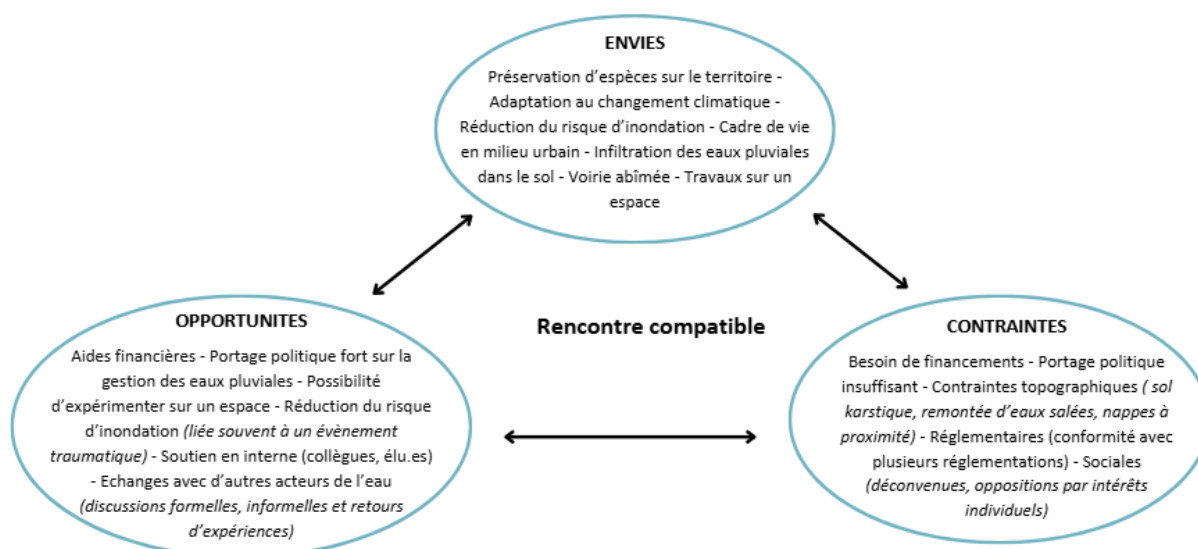 ENVIES
Préservation d’espèces sur le territoire -
Adaptation au changement climatique -
Réduction du risque d’inondation - Cadre de vie
en milieu urbain - Infiltration des eaux pluviales
dans le sol - Voirie abîmée - Travaux sur un
espace
OPPORTUNITES
Aides financières - Portage politique fort sur la
gestion des eaux pluviales - Possibilité
d’expérimenter sur un espace - Réduction du risque
d’inondation (liée souvent à un évènement
traumatique) - Soutien en interne (collègues, élu.es)
- Echanges avec d’autres acteurs de l’eau
(discussions formelles, informelles et retours
d’expériences)
Rencontre compatible
CONTRAINTES
Besoin de financements - Portage politique
insuffisant - Contraintes topographiques ( sol
karstique, remontée d’eaux salées, nappes à
proximité) - Réglementaires (conformité avec
plusieurs réglementations) - Sociales
(déconvenues, oppositions par intérêts
individuels)